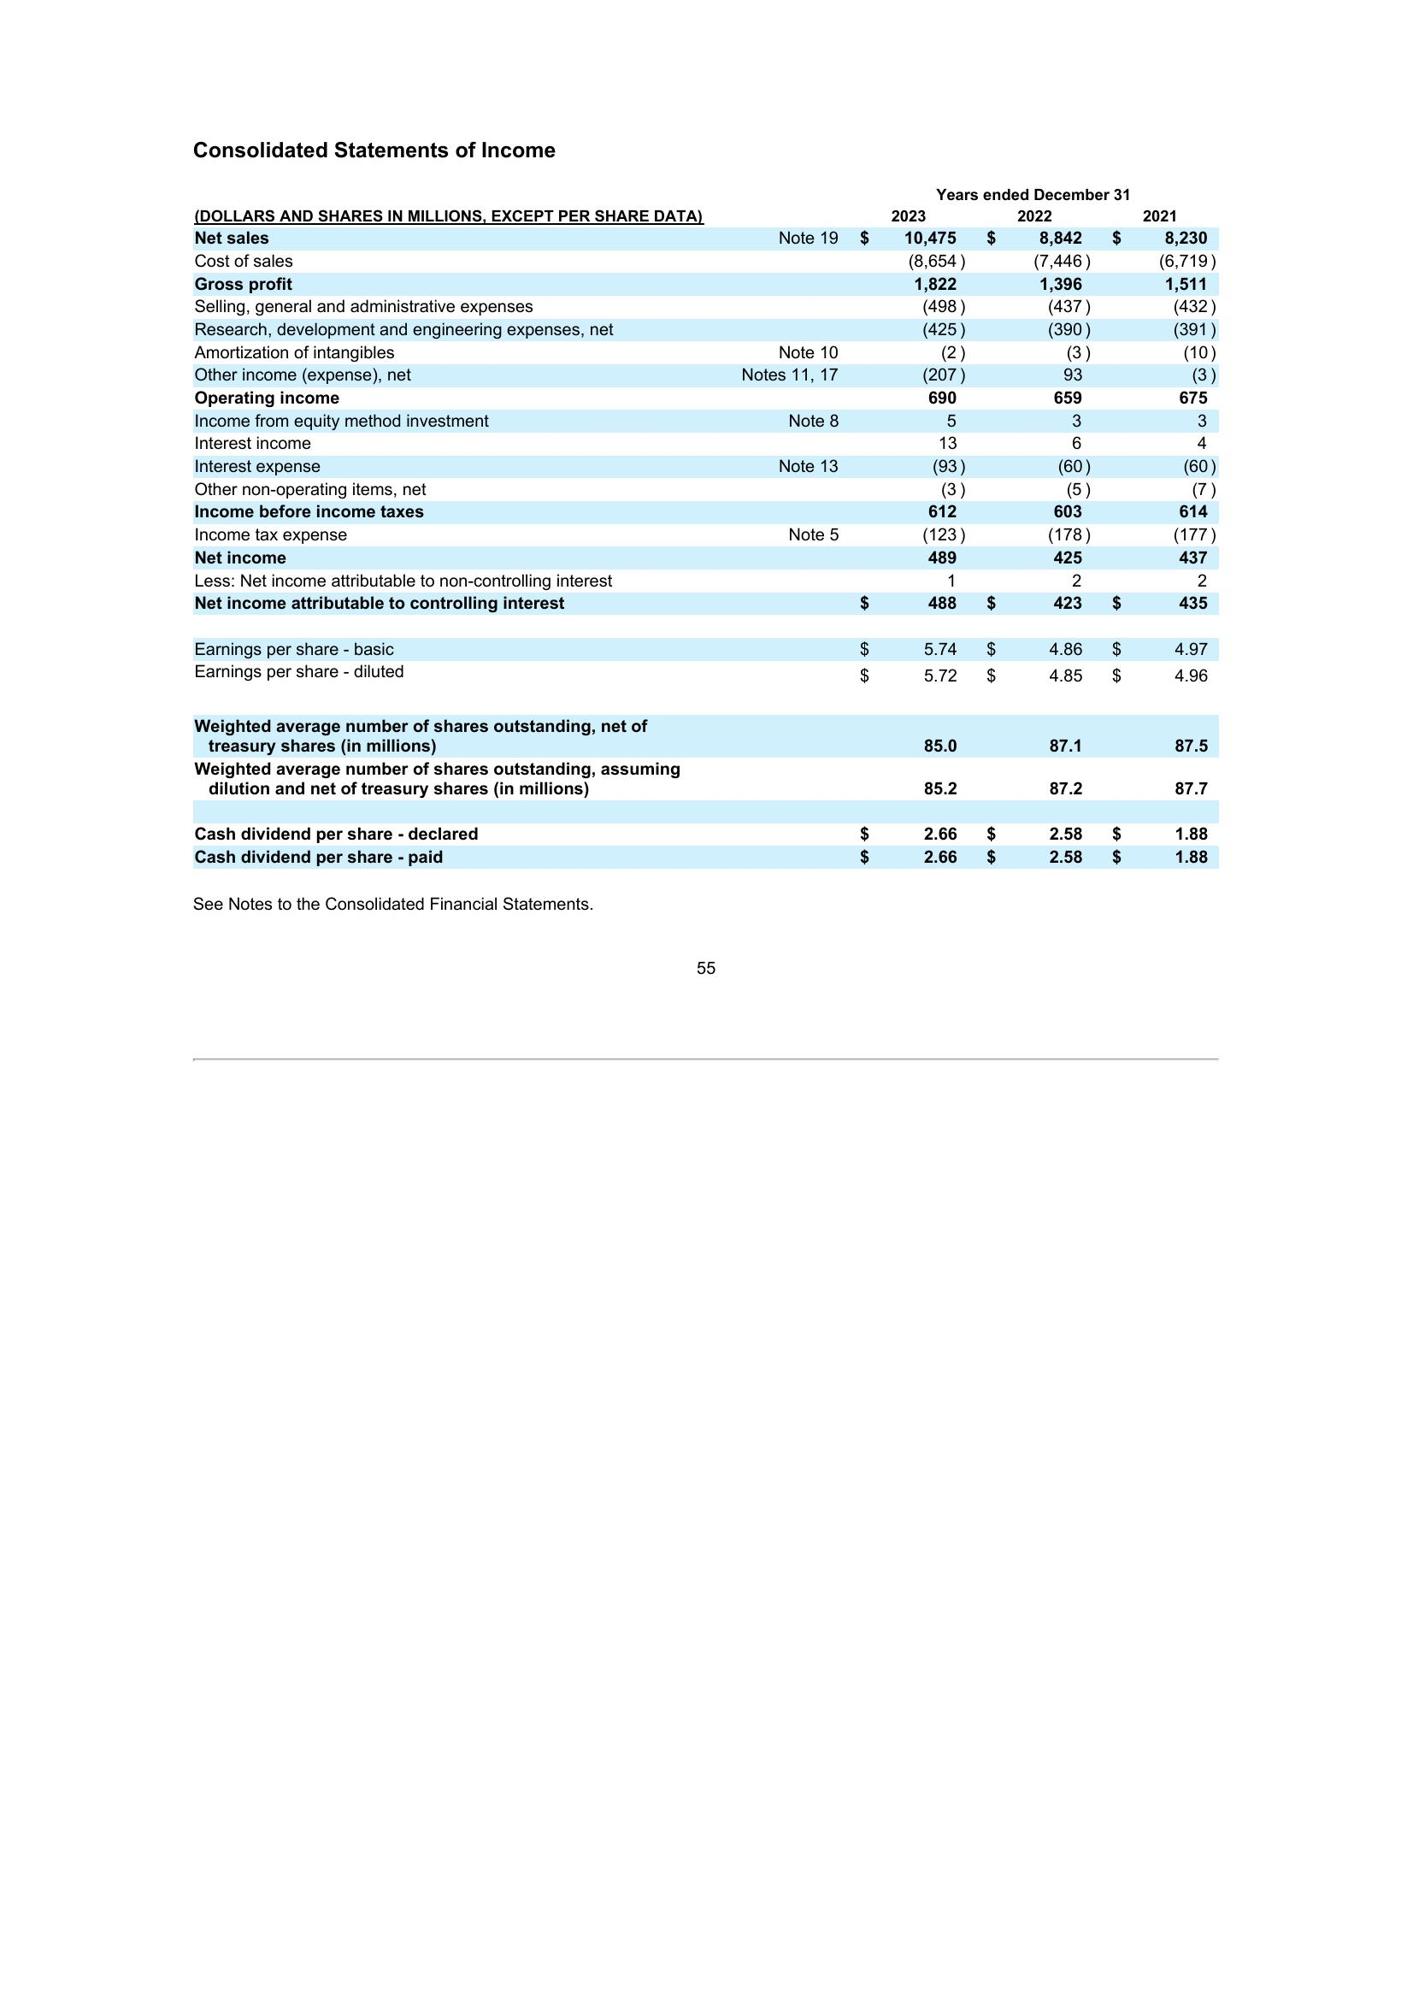 Consolidated Statements of Income
Years ended December 31
(DOLLARS AND SHARES IN MILLIONS, EXCEPT PER SHARE DATA) 2023 2022 2021
Net sales Note 19 $ 10,475 $ 8,842 $ 8,230
Cost of sales (8,654 ) (7,446 ) (6,719 )
Gross profit 1,822 1,396 1,511
Selling, general and administrative expenses (498 ) (437 ) (432 )
Research, development and engineering expenses, net (425 ) (390 ) (391 )
Amortization of intangibles Note 10 (2 ) (3 ) (10 )
Other income (expense), net Notes 11, 17 (207 ) 93 (3 )
Operating income 690 659 675
Income from equity method investment Note 8 5 3 3
Interest income 13 6 4
Interest expense Note 13 (93 ) (60 ) (60 )
Other non-operating items, net (3 ) (5 ) (7 )
Income before income taxes 612 603 614
Income tax expense Note 5 (123 ) (178 ) (177 )
Net income 489 425 437
Less: Net income attributable to non-controlling interest 1 2 2
Net income attributable to controlling interest $ 488 $ 423 $ 435
Earnings per share - basic $ 5.74 $ 4.86 $ 4.97
Earnings per share - diluted $ 5.72 $ 4.85 $ 4.96
Weighted average number of shares outstanding, net of
treasury shares (in millions) 85.0 87.1 87.5
Weighted average number of shares outstanding, assuming
dilution and net of treasury shares (in millions) 85.2 87.2 87.7
Cash dividend per share - declared $ 2.66 $ 2.58 $ 1.88
Cash dividend per share - paid $ 2.66 $ 2.58 $ 1.88
See Notes to the Consolidated Financial Statements.
55